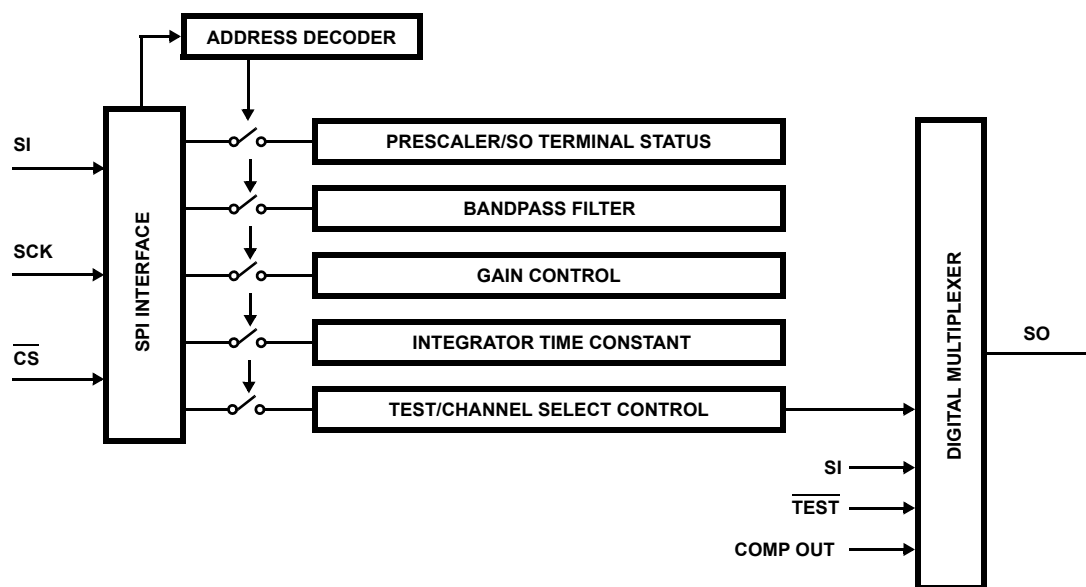 ADDRESS DECODER
SI
SCK
CS
SPI INTERFACE
PRESCALER/SO TERMINAL STATUS
BANDPASS FILTER
GAIN CONTROL
INTEGRATOR TIME CONSTANT
TEST/CHANNEL SELECT CONTROL
SI
TEST
COMP OUT
DIGITAL MULTIPLEXER
SO